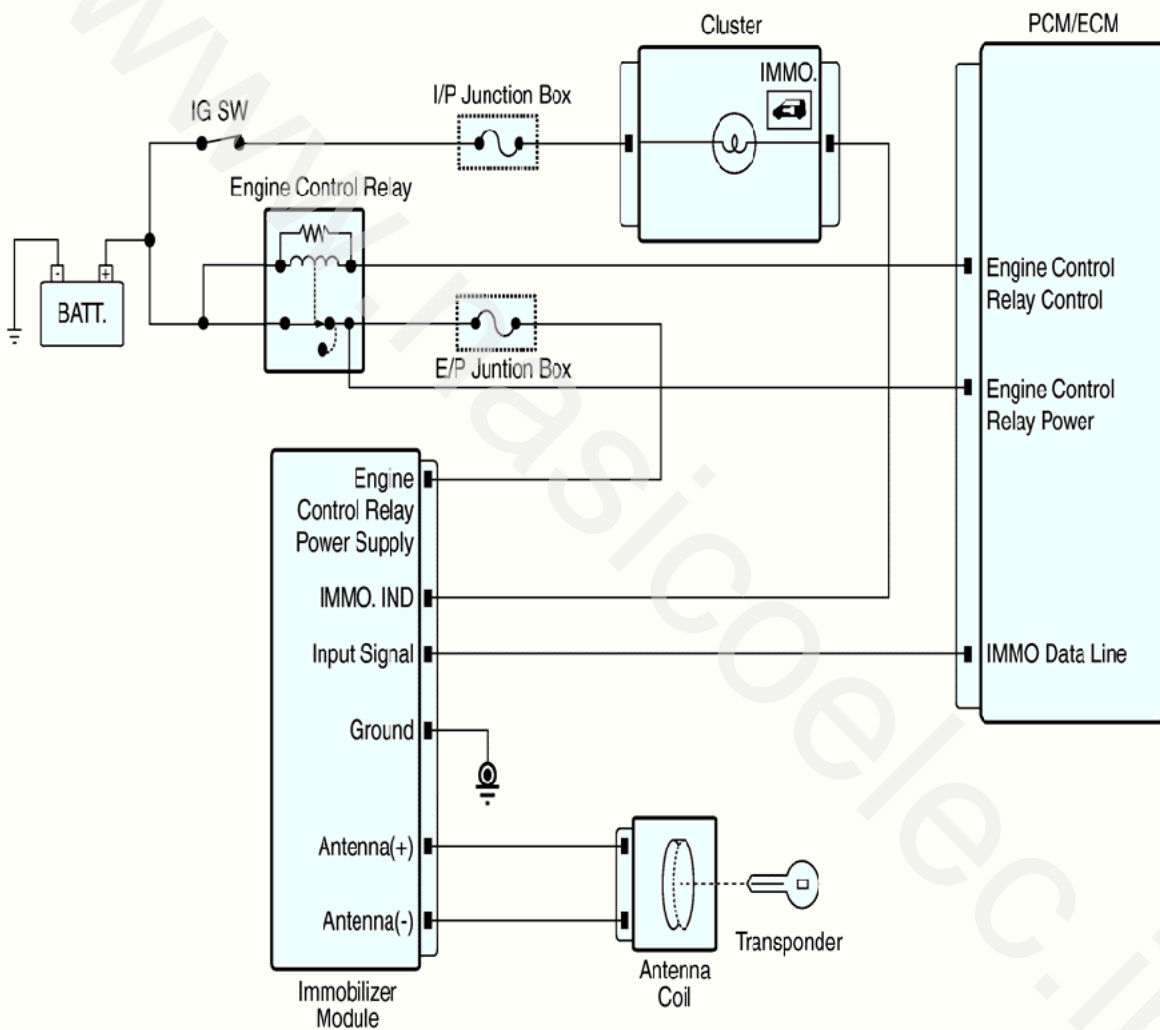 Cluster
PCM/ECM
IG SW
I/P Junction Box
IMMO.
Engine Control Relay
Engine Control
Relay Control
- +
BATT.
E/P Juntion Box
Engine Control
Relay Power
Engine
Control Relay
Power Supply
IMMO. IND
Input Signal
IMMO Data Line
Ground
Antenna(+)
Antenna(-)
Transponder
Antenna
Coil
Immobilizer
Module
www.nasicoelec.i